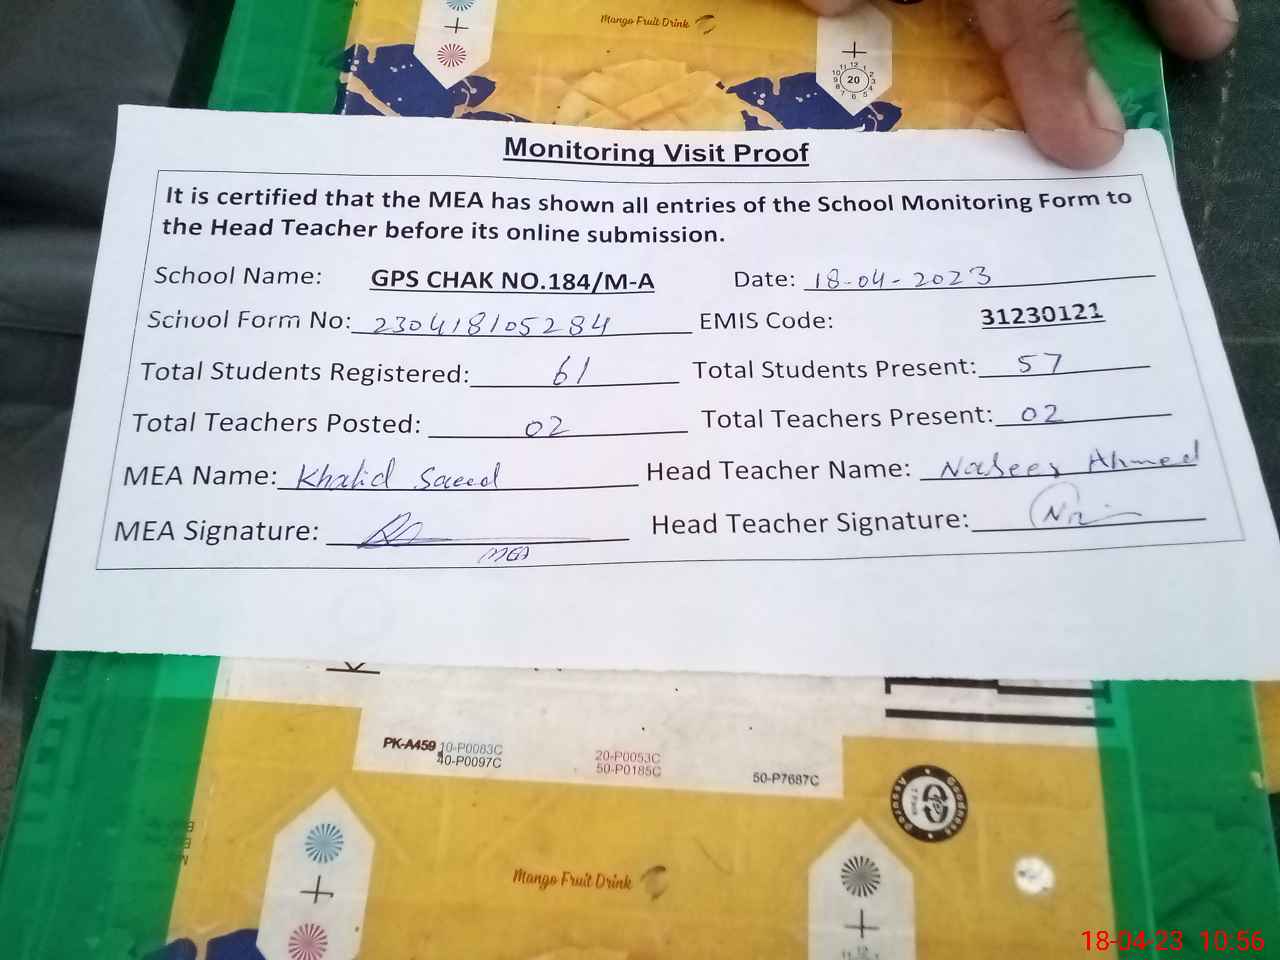 Mango Fruit Drink
20
Monitoring Visit Proof
It is certified that the MEA has shown all entries of the School Monitoring Form to
the Head Teacher before its online submission.
School Name: GPS CHAK NO.184/M-A Date: 18-04-2023
School Form No: 230418105284 EMIS Code: 31230121
Total Students Registered: 61 Total Students Present: 57
Total Teachers Posted: 02 Total Teachers Present: 02
MEA Name: Khalid Saeed Head Teacher Name: Naseer Ahmed
MEA Signature: Head Teacher Signature:
MEA
PK-A459 10-P0083C 20-P0053C
40-P0097C 50-P0185C 50-P7687C
Mango Fruit Drink
18-04-23 10:56